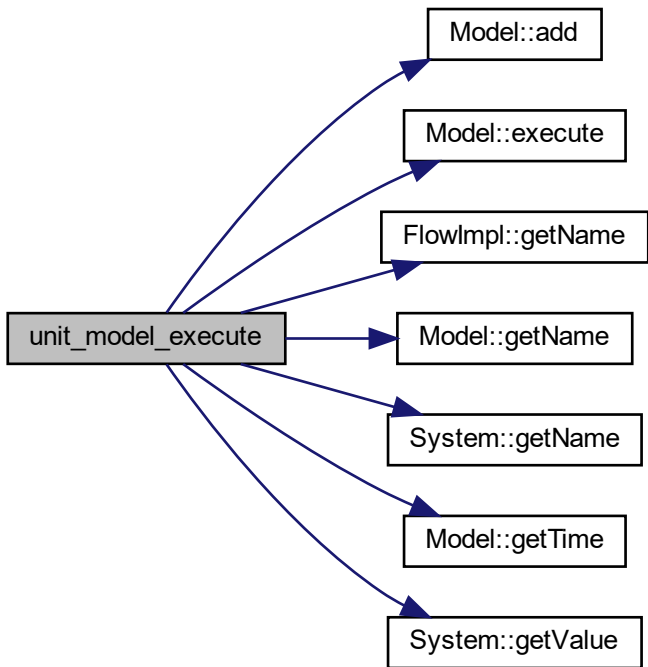 Model::add
Model::execute
FlowImpl::getName
unit_model_execute
Model::getName
System::getName
Model::getTime
System::getValue